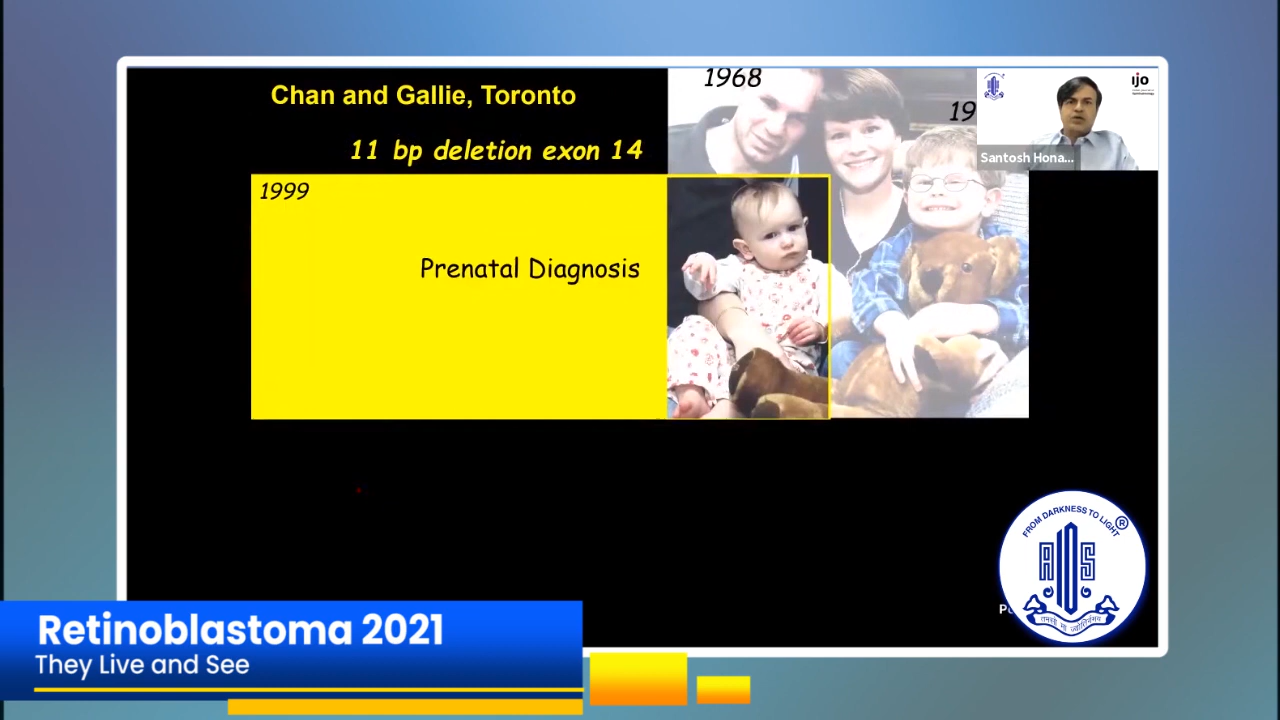 Chan and Gallie, Toronto
1968
19
ijo
11 bp deletion exon 14
Santosh Hona...
1999
Prenatal Diagnosis
FROM DARKNESS TO LIGHT
®
AIOS
Retinoblastoma 2021
They Live and See